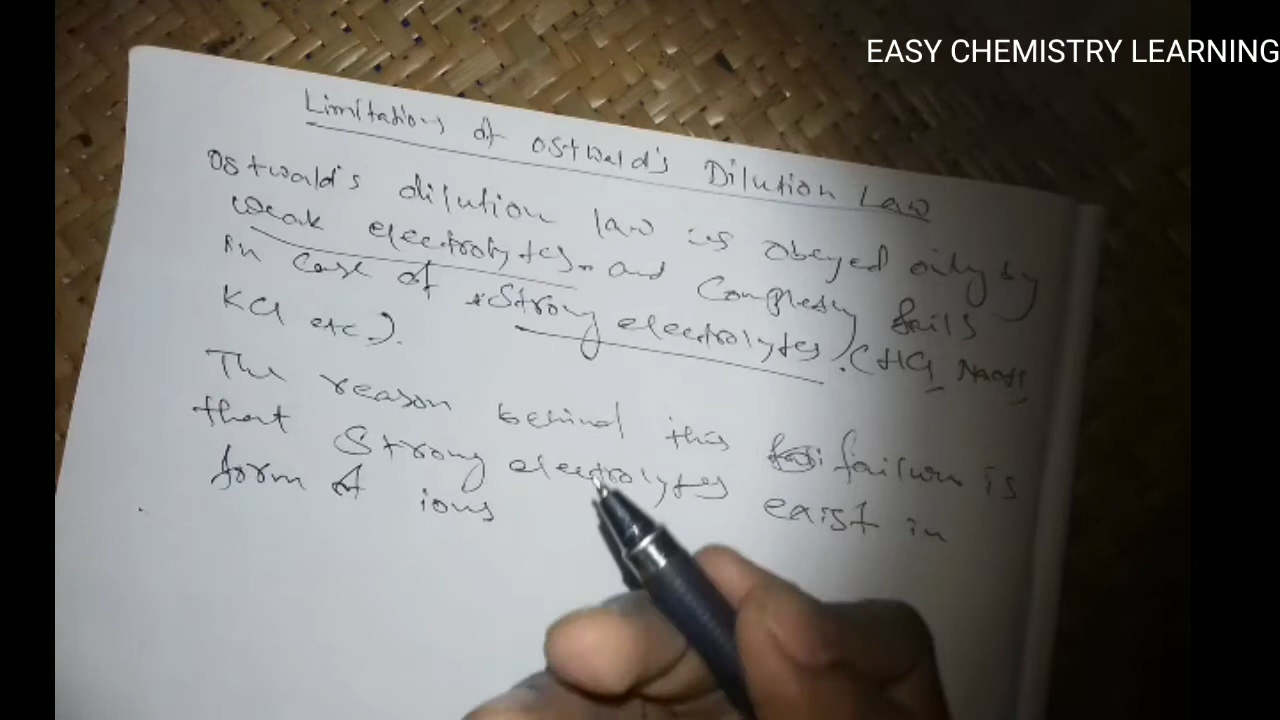 EASY CHEMISTRY LEARNING
Limitations of Ostwald's Dilution Law
Ostwald's dilution law is obeyed only by
weak electrolytes. and Completely fails
in case of Strong electrolytes. (HCl, NaOH,
KCl etc).
The reason behind this failure is
that Strong electrolytes exist in
form of ions